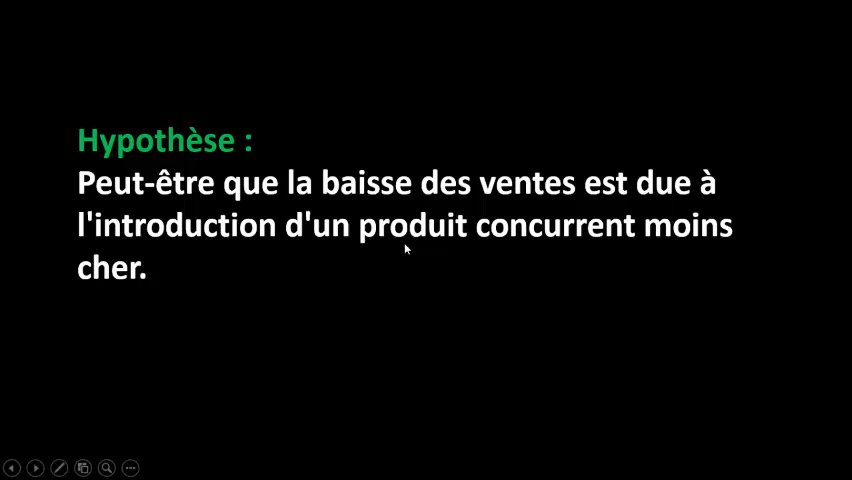 Hypothèse :
Peut-être que la baisse des ventes est due à
l'introduction d'un produit concurrent moins
cher.